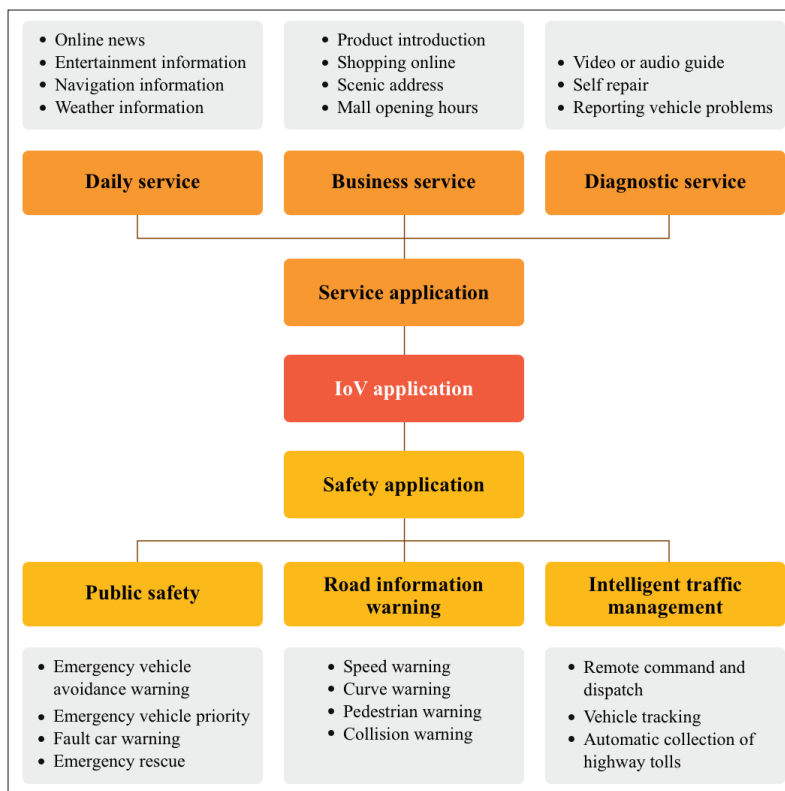 • Online news
• Entertainment information
• Navigation information
• Weather information
• Product introduction
• Shopping online
• Scenic address
• Mall opening hours
• Video or audio guide
• Self repair
• Reporting vehicle problems
Daily service
Business service
Diagnostic service
Service application
IoV application
Safety application
Public safety
Road information
warning
Intelligent traffic
management
• Emergency vehicle
avoidance warning
• Emergency vehicle priority
• Fault car warning
• Emergency rescue
• Speed warning
• Curve warning
• Pedestrian warning
• Collision warning
• Remote command and
dispatch
• Vehicle tracking
• Automatic collection of
highway tolls